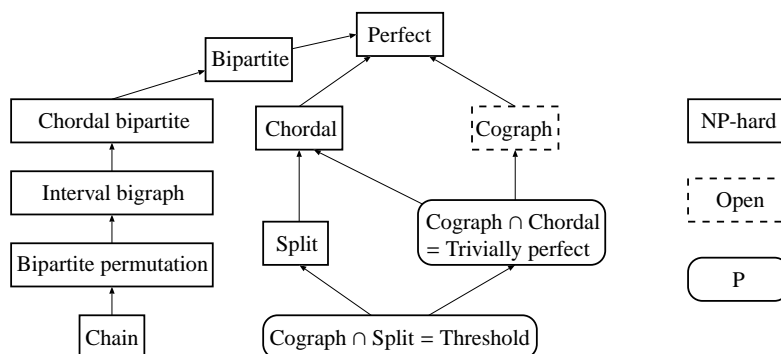 Perfect
Bipartite
Chordal bipartite
Chordal
Cograph
NP-hard
Interval bigraph
Open
Cograph ∩ Chordal
= Trivially perfect
Split
Bipartite permutation
P
Chain
Cograph ∩ Split = Threshold